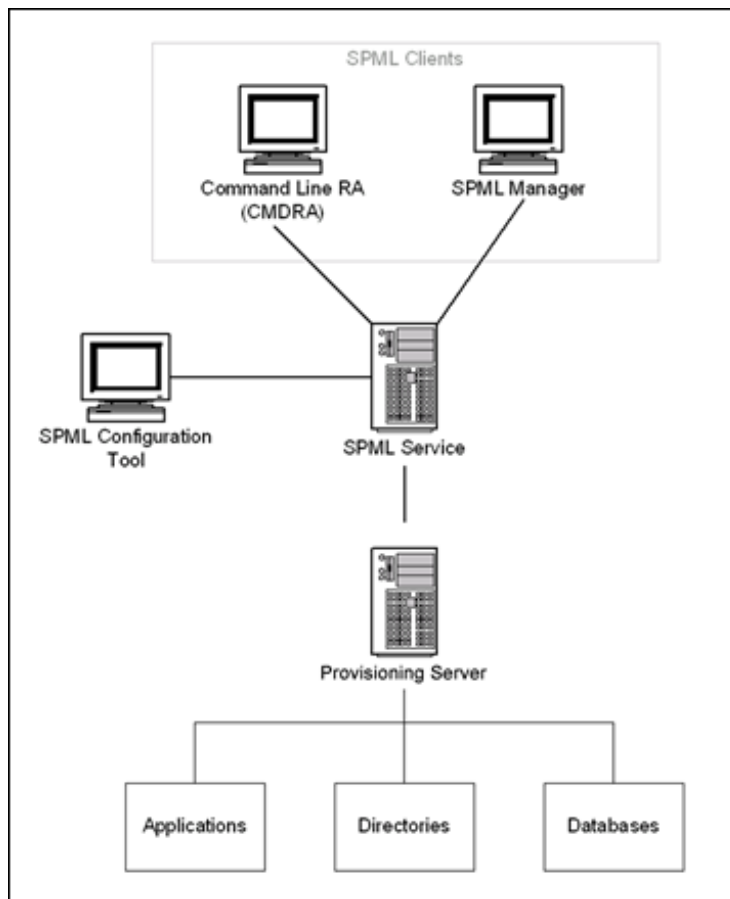 SPML Clients
Command Line RA
(CMDRA)
SPML Manager
SPML Configuration
Tool
SPML Service
Provisioning Server
Applications
Directories
Databases